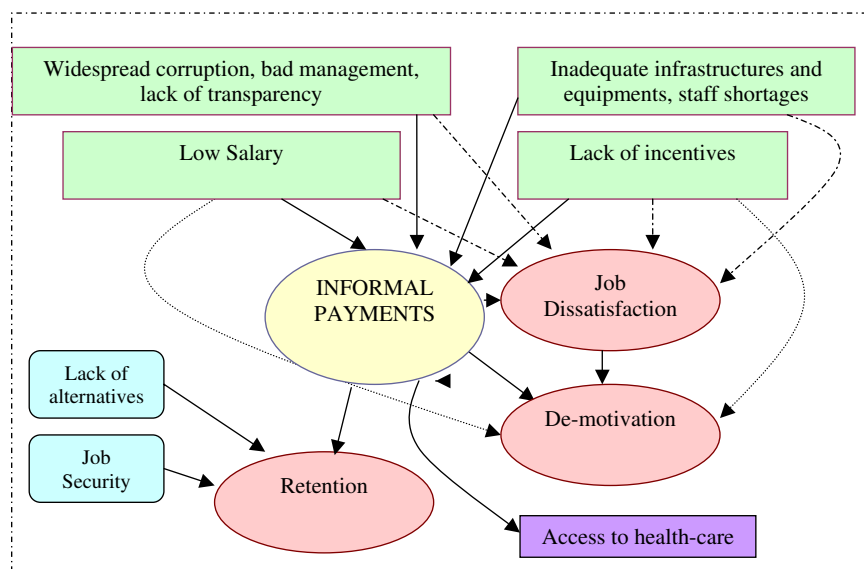 Widespread corruption, bad management,
lack of transparency
Inadequate infrastructures and
equipments, staff shortages
Low Salary
Lack of incentives
INFORMAL
PAYMENTS
Job
Dissatisfaction
Lack of
alternatives
De-motivation
Job
Security
Retention
Access to health-care